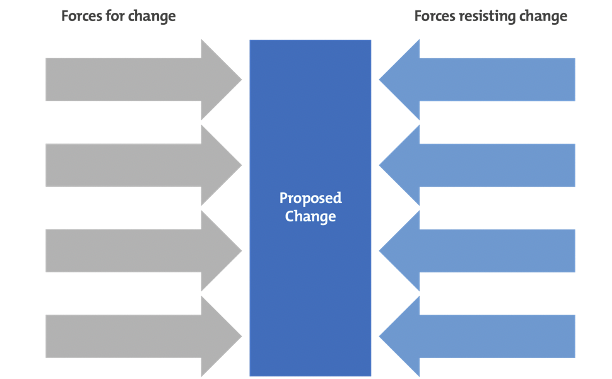 Forces for change
Forces resisting change
Proposed
Change